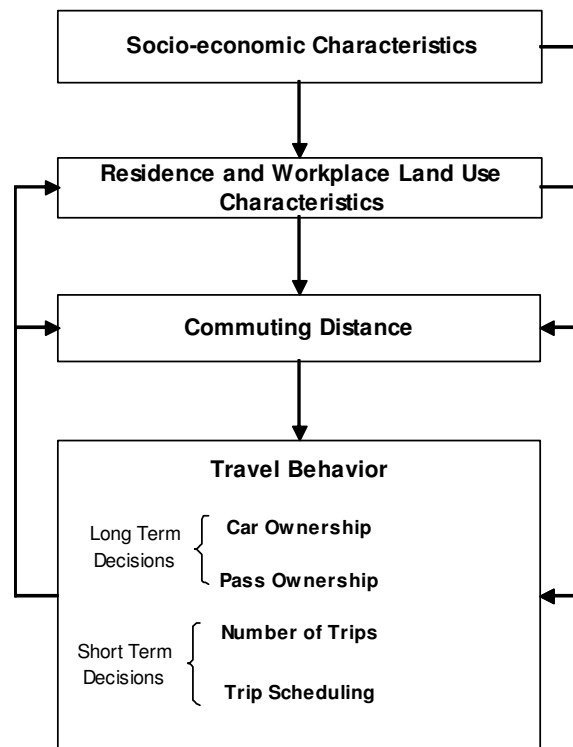 Socio-economic Characteristics
Residence and Workplace Land Use
Characteristics
Commuting Distance
Travel Behavior
Long Term
Decisions
Car Ownership
Pass Ownership
Short Term
Decisions
Number of Trips
Trip Scheduling